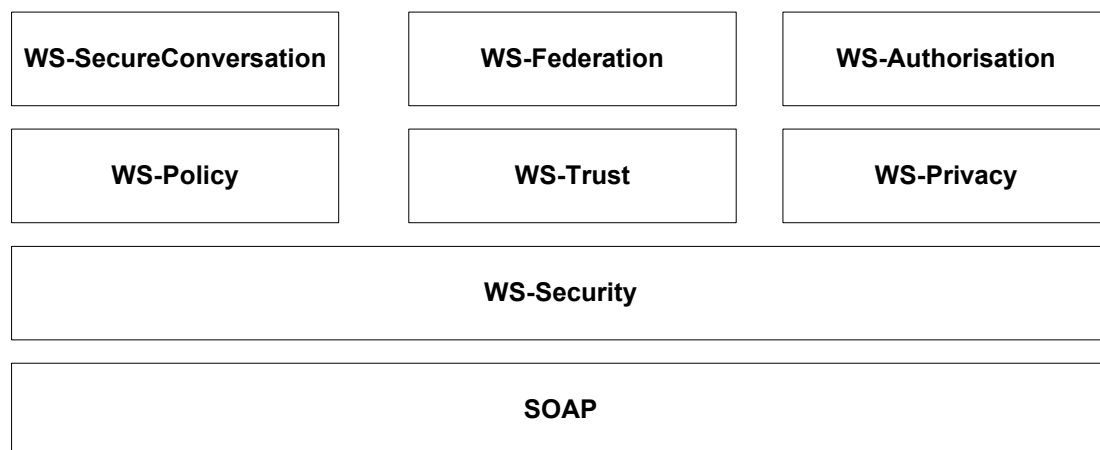 WS-SecureConversation
WS-Federation
WS-Authorisation
WS-Policy
WS-Trust
WS-Privacy
WS-Security
SOAP